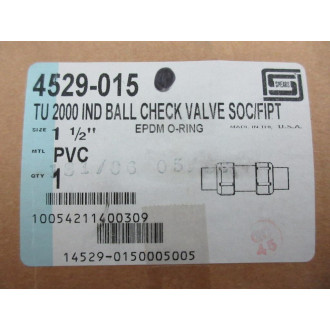 4529-015
SPEARS
TU 2000 IND BALL CHECK VALVE SOC/FIPT
SIZE 1 ½" EPDM O-RING MADE IN THE U.S.A.
MTL PVC
QTY 1
10054211400309
14529-0150005005